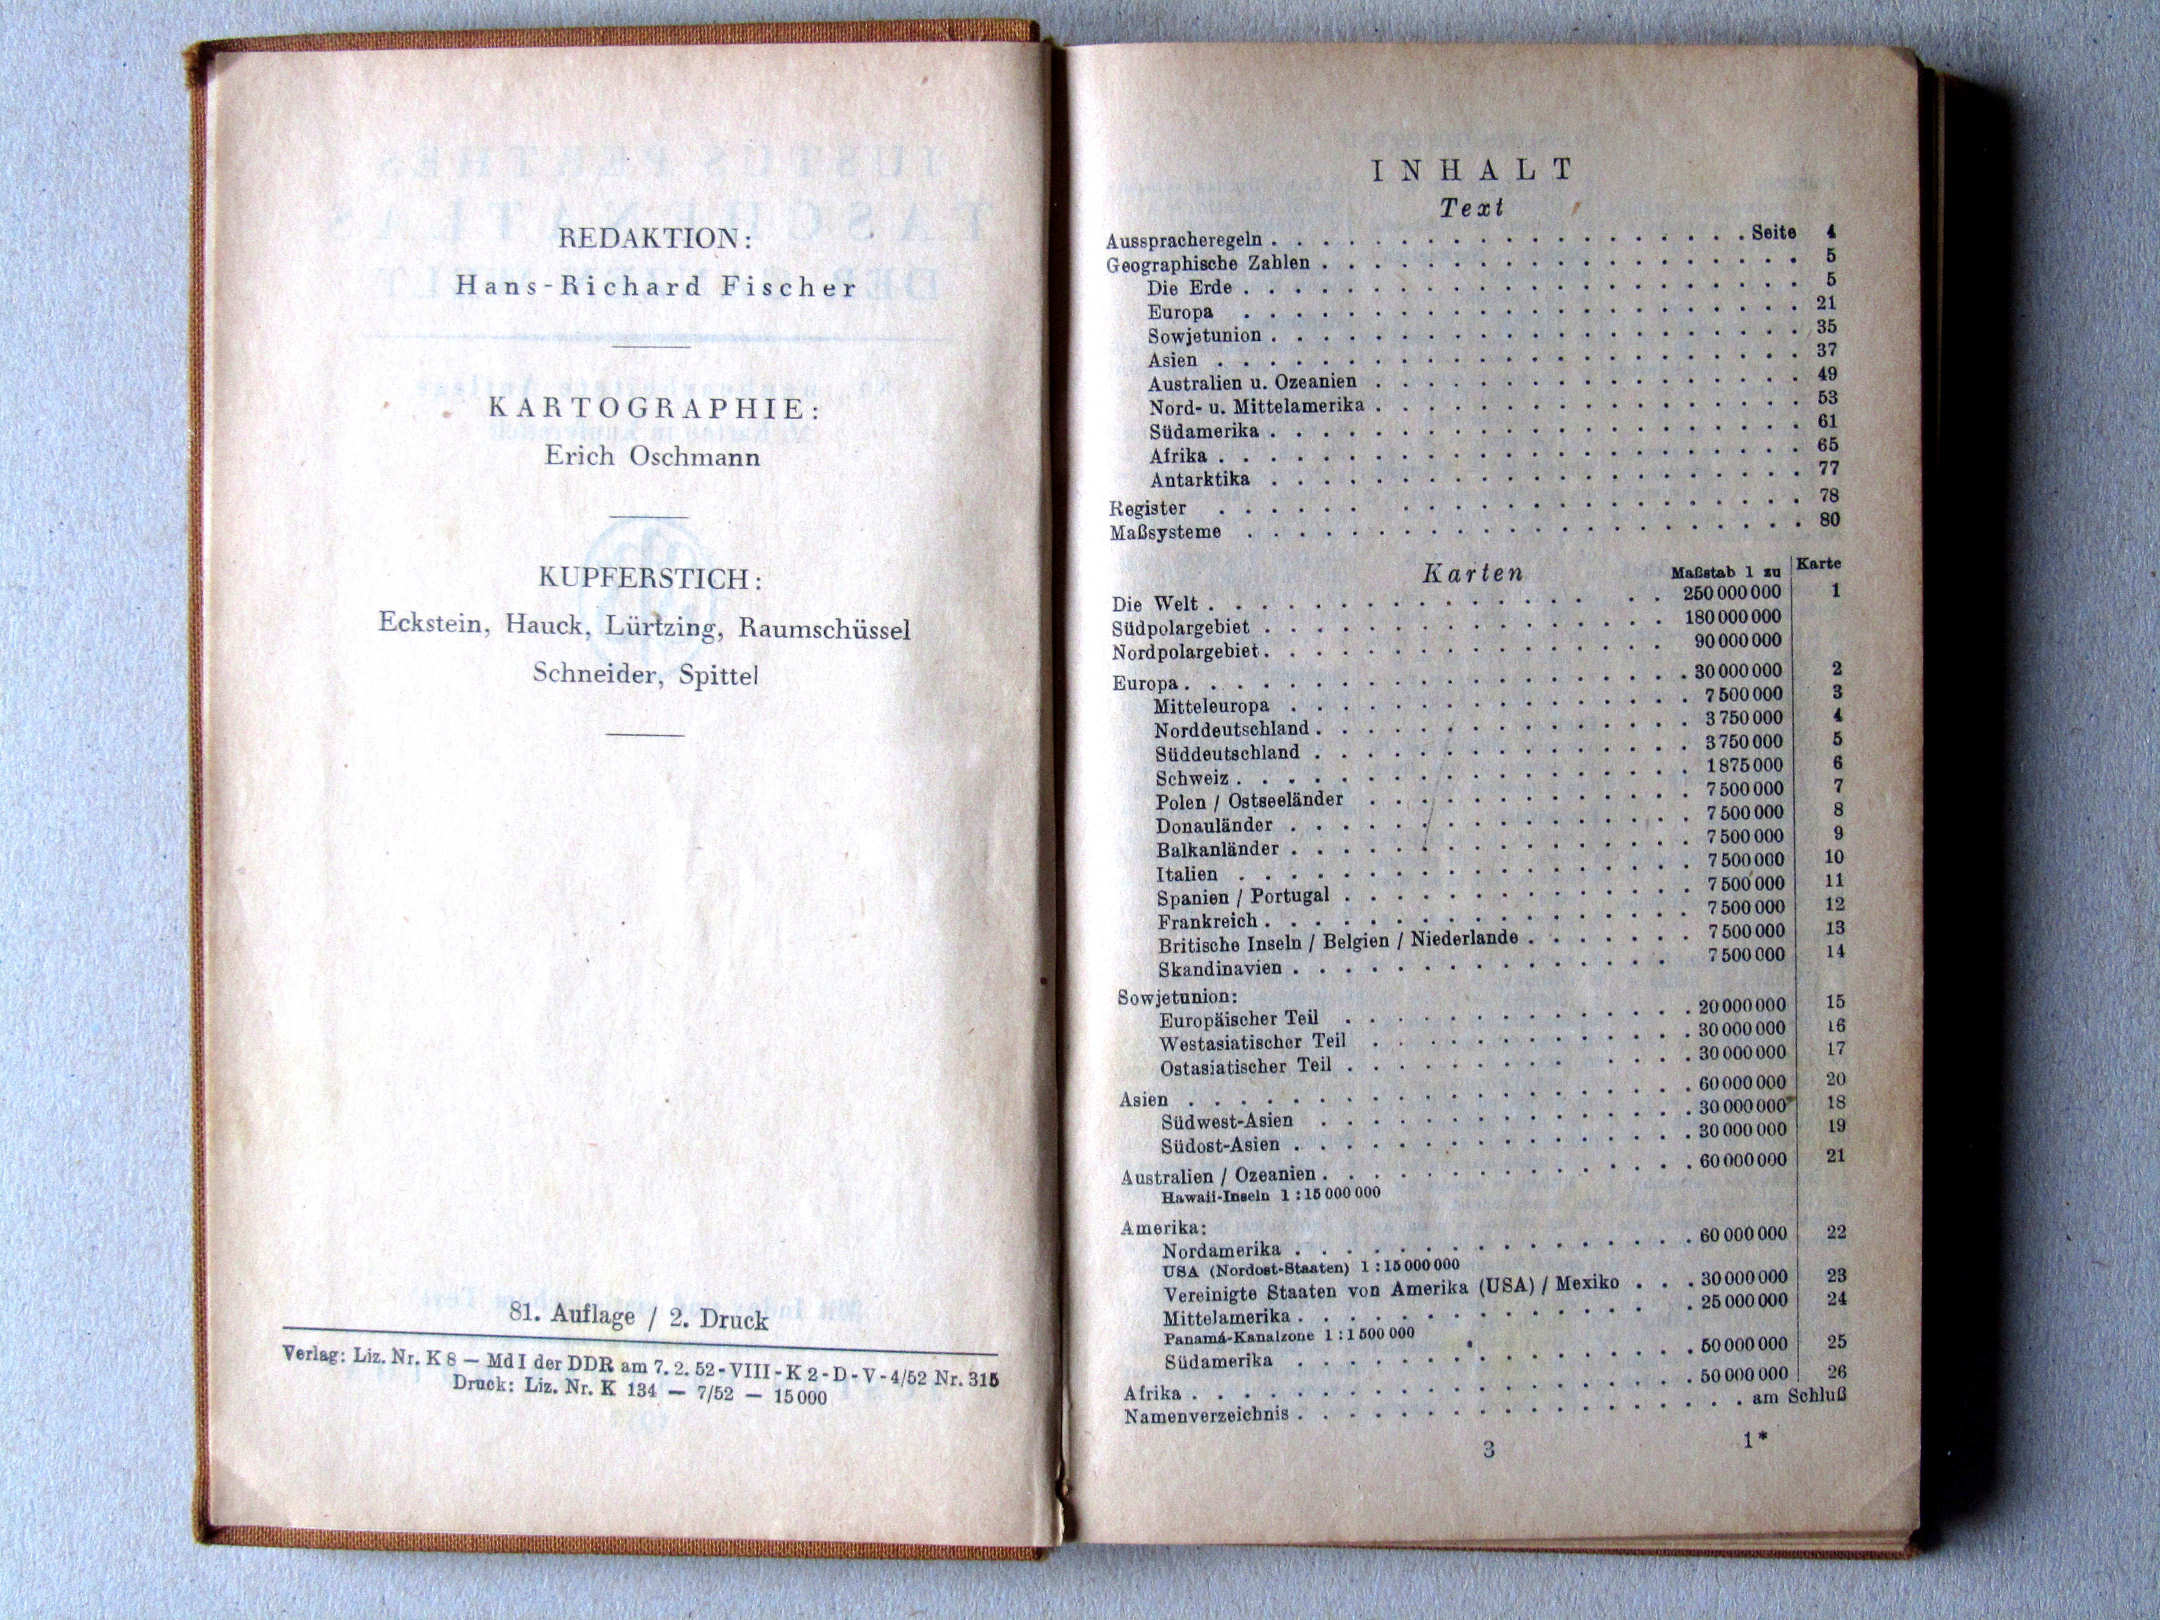 REDAKTION:
Hans-Richard Fischer
KARTOGRAPHIE:
Erich Oschmann
KUPFERSTICH:
Eckstein, Hauck, Lürtzing, Raumschüssel
Schneider, Spittel
81. Auflage / 2. Druck
Verlag: Liz. Nr. K 8 — MdI der DDR am 7. 2. 52 - VIII - K 2 - D - V - 4/52 Nr. 315
Druck: Liz. Nr. K 134 — 7/52 — 15 000
INHALT
Text
Ausspracheregeln . . . . . . . . . . . . . . . . . . . Seite 4
Geographische Zahlen . . . . . . . . . . . . . . . . . . . 5
Die Erde . . . . . . . . . . . . . . . . . . . . . . 5
Europa . . . . . . . . . . . . . . . . . . . . . . 21
Sowjetunion . . . . . . . . . . . . . . . . . . . . . 35
Asien . . . . . . . . . . . . . . . . . . . . . . . 37
Australien u. Ozeanien . . . . . . . . . . . . . . . . . 49
Nord- u. Mittelamerika . . . . . . . . . . . . . . . . . 53
Südamerika . . . . . . . . . . . . . . . . . . . . . 61
Afrika . . . . . . . . . . . . . . . . . . . . . . . 65
Antarktika . . . . . . . . . . . . . . . . . . . . . 77
Register . . . . . . . . . . . . . . . . . . . . . . 78
Maßsysteme . . . . . . . . . . . . . . . . . . . . . . 80
Karten Maßstab 1 zu Karte
Die Welt . . . . . . . . . . . . . . . . . 250 000 000 1
Südpolargebiet . . . . . . . . . . . . . . . . 180 000 000
Nordpolargebiet . . . . . . . . . . . . . . . . 90 000 000
Europa . . . . . . . . . . . . . . . . . . . . 30 000 000 2
Mitteleuropa . . . . . . . . . . . . . . . . 7 500 000 3
Norddeutschland . . . . . . . . . . . . . . . 3 750 000 4
Süddeutschland . . . . . . . . . . . . . . . 3 750 000 5
Schweiz . . . . . . . . . . . . . . . . . . 1 875 000 6
Polen / Ostseeländer . . . . . . . . . . . . . 7 500 000 7
Donauländer . . . . . . . . . . . . . . . . 7 500 000 8
Balkanländer . . . . . . . . . . . . . . . . 7 500 000 9
Italien . . . . . . . . . . . . . . . . . . 7 500 000 10
Spanien / Portugal . . . . . . . . . . . . . . 7 500 000 11
Frankreich . . . . . . . . . . . . . . . . . 7 500 000 12
Britische Inseln / Belgien / Niederlande . . . . . . . 7 500 000 13
Skandinavien . . . . . . . . . . . . . . . 7 500 000 14
Sowjetunion:
Europäischer Teil . . . . . . . . . . . . . . 20 000 000 15
Westasiatischer Teil . . . . . . . . . . . . . 30 000 000 16
Ostasiatischer Teil . . . . . . . . . . . . . 30 000 000 17
Asien . . . . . . . . . . . . . . . . . . . . 60 000 000 20
Südwest-Asien . . . . . . . . . . . . . . . 30 000 000 18
Südost-Asien . . . . . . . . . . . . . . . . 30 000 000 19
Australien / Ozeanien . . . . . . . . . . . . . . . 60 000 000 21
Hawaii-Inseln 1 : 15 000 000
Amerika:
Nordamerika . . . . . . . . . . . . . . . . 60 000 000 22
USA (Nordost-Staaten) 1 : 15 000 000
Vereinigte Staaten von Amerika (USA) / Mexiko . . . 30 000 000 23
Mittelamerika . . . . . . . . . . . . . . . 25 000 000 24
Panamá-Kanalzone 1 : 1 500 000
Südamerika . . . . . . . . . . . . . . . . 50 000 000 25
Afrika . . . . . . . . . . . . . . . . . . . . 50 000 000 26
Namenverzeichnis . . . . . . . . . . . . . . . . . . am Schluß
3 1*